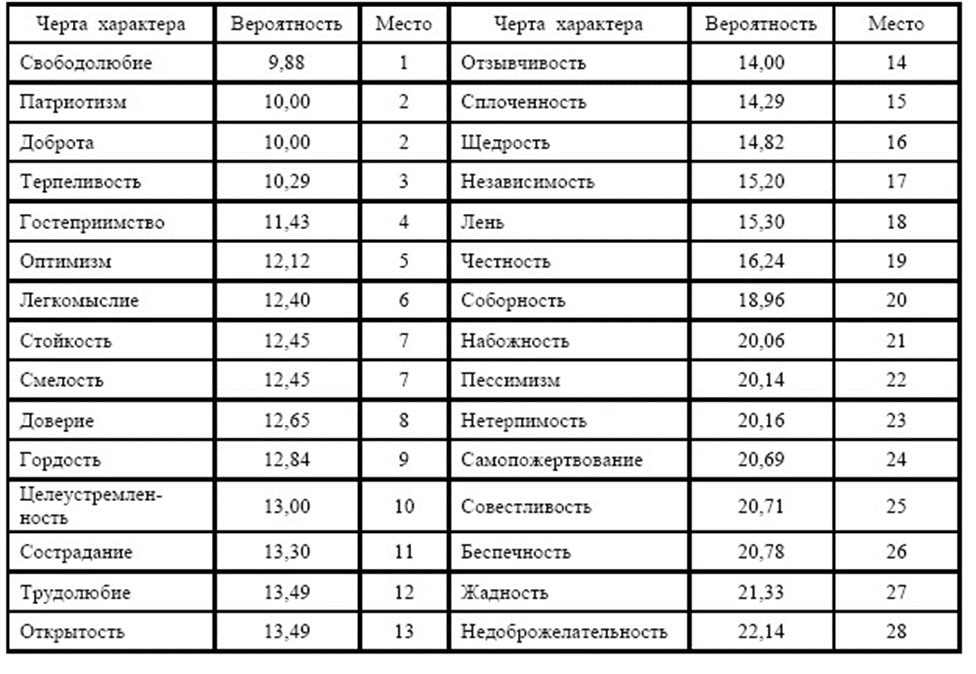 Черта характера Вероятность Место Черта характера Вероятность Место
Свободолюбие 9,88 1 Отзывчивость 14,00 14
Патриотизм 10,00 2 Сплоченность 14,29 15
Доброта 10,00 2 Щедрость 14,82 16
Терпеливость 10,29 3 Независимость 15,20 17
Гостеприимство 11,43 4 Лень 15,30 18
Оптимизм 12,12 5 Честность 16,24 19
Легкомыслие 12,40 6 Соборность 18,96 20
Стойкость 12,45 7 Набожность 20,06 21
Смелость 12,45 7 Пессимизм 20,14 22
Доверие 12,65 8 Нетерпимость 20,16 23
Гордость 12,84 9 Самопожертвование 20,69 24
Целеустремлен-
ность 13,00 10 Совестливость 20,71 25
Сострадание 13,30 11 Беспечность 20,78 26
Трудолюбие 13,49 12 Жадность 21,33 27
Открытость 13,49 13 Недоброжелательность 22,14 28